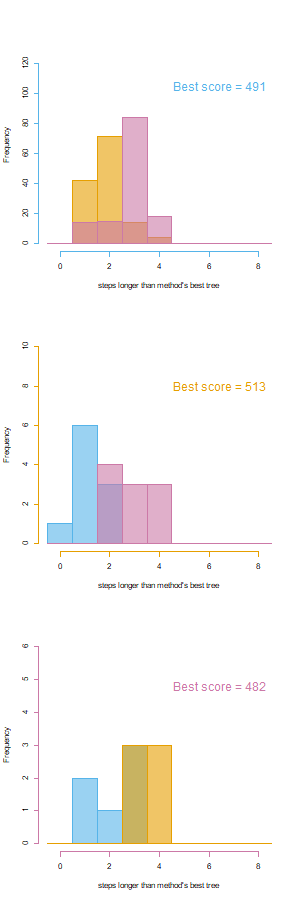 120
100
80
60
40
20
0
Frequency
Best score = 491
0 2 4 6 8
steps longer than method's best tree
10
8
6
4
2
0
Frequency
Best score = 513
0 2 4 6 8
steps longer than method's best tree
6
5
4
3
2
1
0
Frequency
Best score = 482
0 2 4 6 8
steps longer than method's best tree